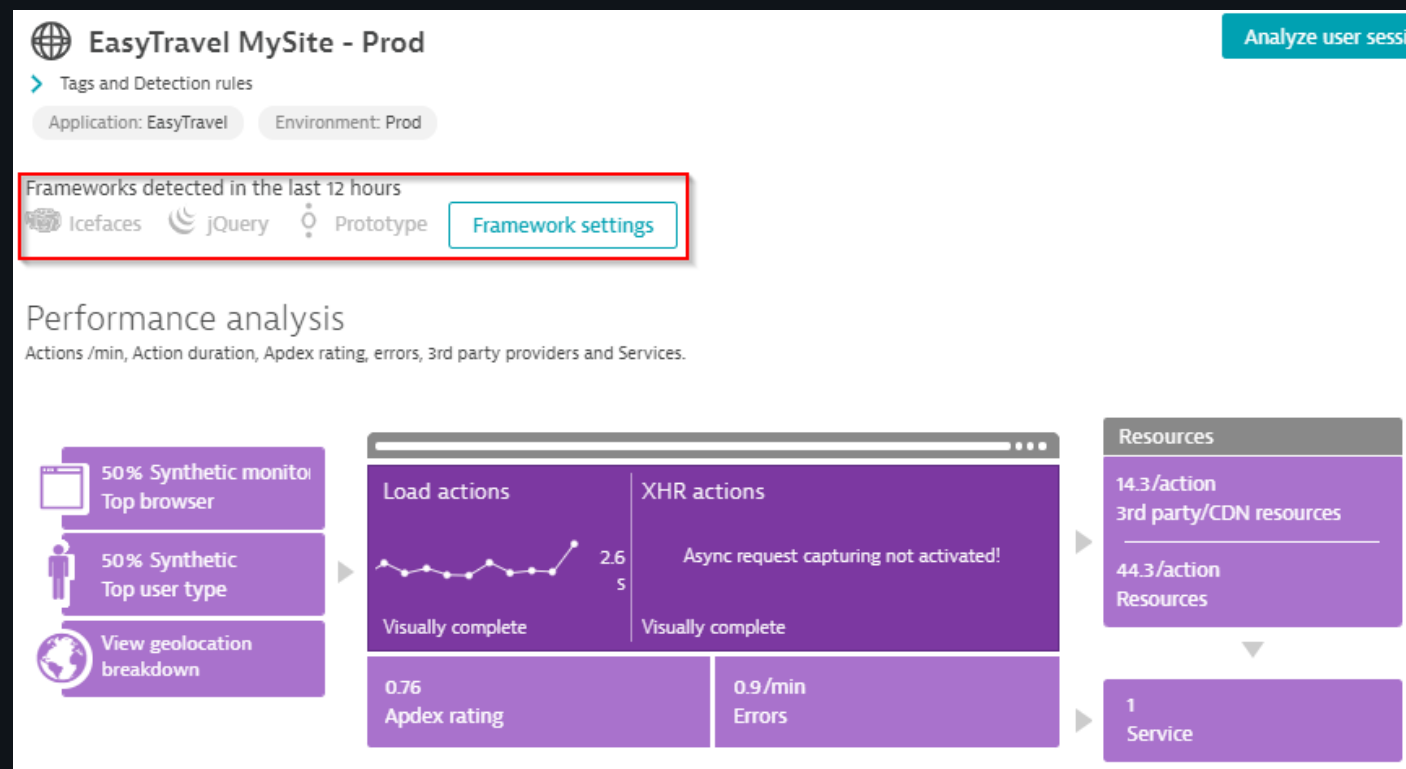 EasyTravel MySite - Prod
Analyze user sessi
Tags and Detection rules
Application: EasyTravel
Environment: Prod
Frameworks detected in the last 12 hours
Icefaces
jQuery
Prototype
Framework settings
Performance analysis
Actions /min, Action duration, Apdex rating, errors, 3rd party providers and Services.
50% Synthetic monitor
Top browser
50% Synthetic
Top user type
View geolocation
breakdown
Load actions
2.6
s
Visually complete
XHR actions
Async request capturing not activated!
Visually complete
0.76
Apdex rating
0.9/min
Errors
Resources
14.3/action
3rd party/CDN resources
44.3/action
Resources
1
Service